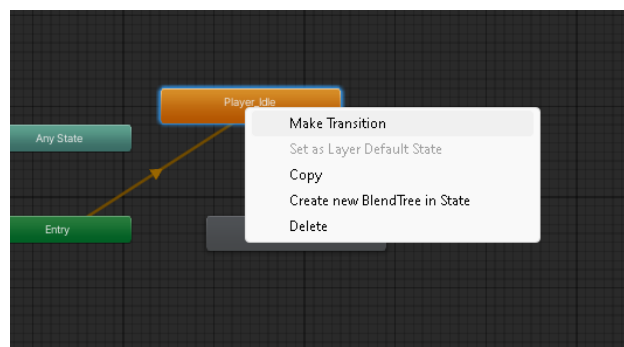 Player_Idle
Make Transition
Any State
Set as Layer Default State
Copy
Create new BlendTree in State
Entry
Delete